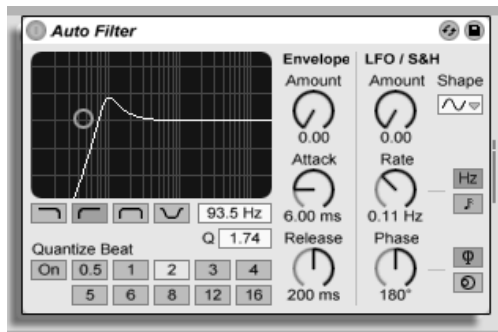 Auto Filter
Envelope LFO / S&H
Amount Amount Shape
0.00 0.00
Attack Rate
6.00 ms 0.11 Hz
Hz
93.5 Hz
Q 1.74
Release Phase
200 ms 180°
Φ
Quantize Beat
On 0.5 1 2 3 4
5 6 8 12 16